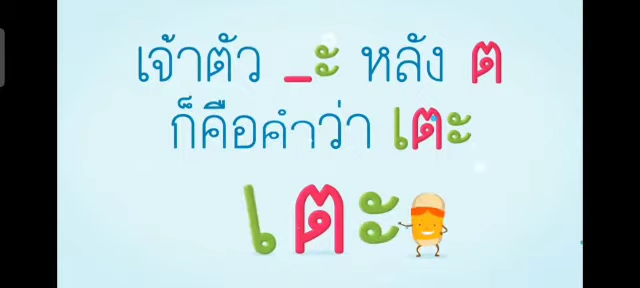 เจ้าตัว _ะ หลัง ต
ก็คือคำว่า เตะ
เตะ